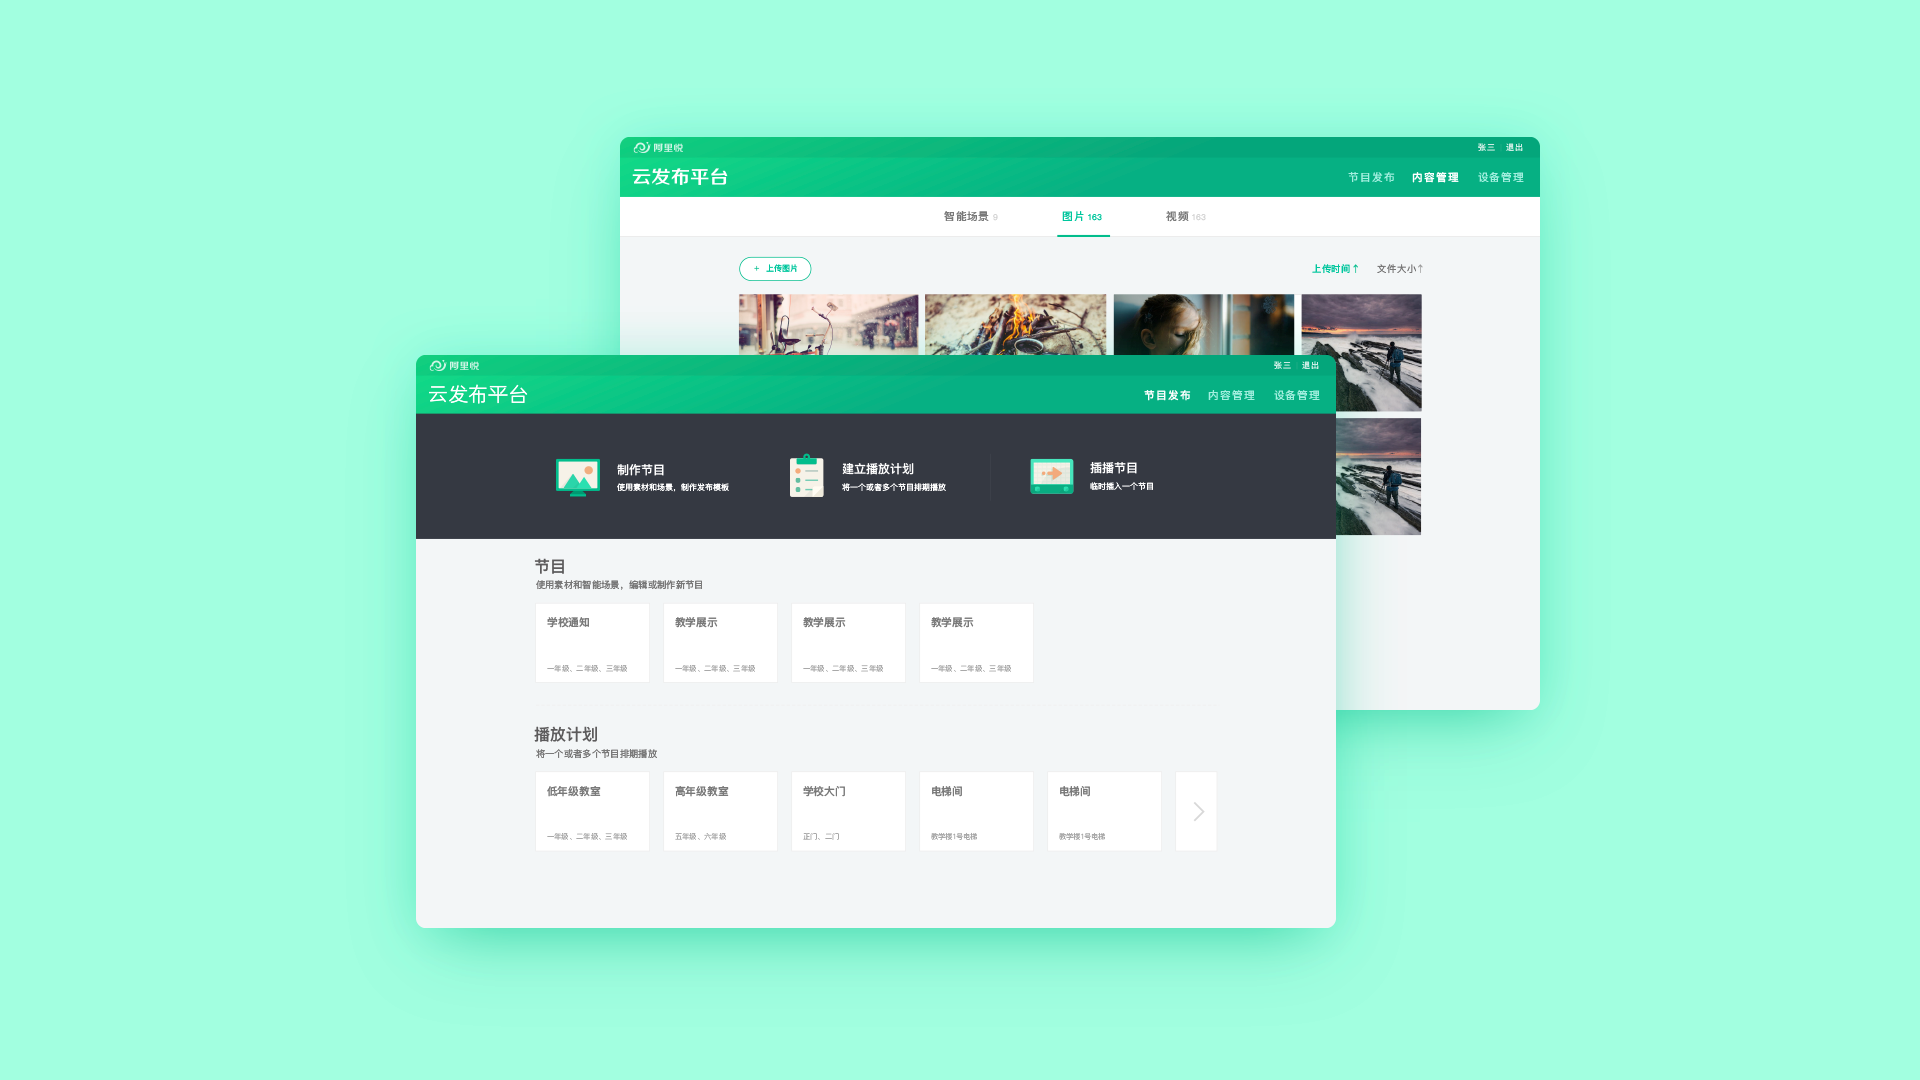 阿里悦
张三 退出
云发布平台
节目发布 内容管理 设备管理
智能场景 9 图片 163 视频 163
+ 上传图片
上传时间↑ 文件大小↑
阿里悦
张三 退出
云发布平台
节目发布 内容管理 设备管理
制作节目
使用素材和场景，制作发布模板
建立播放计划
将一个或者多个节目排期播放
插播节目
临时插入一个节目
节目
使用素材和智能场景，编辑或制作新节目
学校通知
一年级、二年级、三年级
教学展示
一年级、二年级、三年级
教学展示
一年级、二年级、三年级
教学展示
一年级、二年级、三年级
播放计划
将一个或者多个节目排期播放
低年级教室
一年级、二年级、三年级
高年级教室
五年级、六年级
学校大门
正门、二门
电梯间
教学楼1号电梯
电梯间
教学楼1号电梯